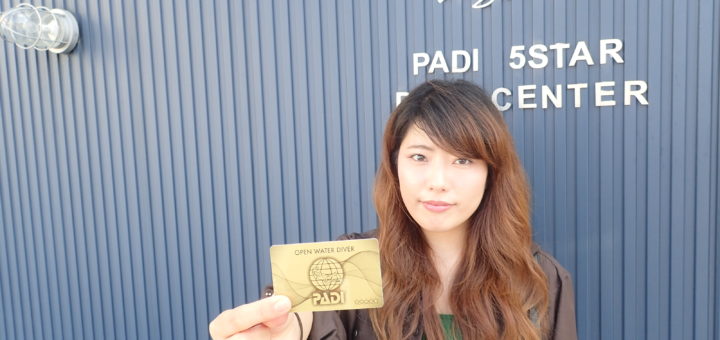 PADI 5STAR
CENTER
OPEN WATER DIVER
PADI